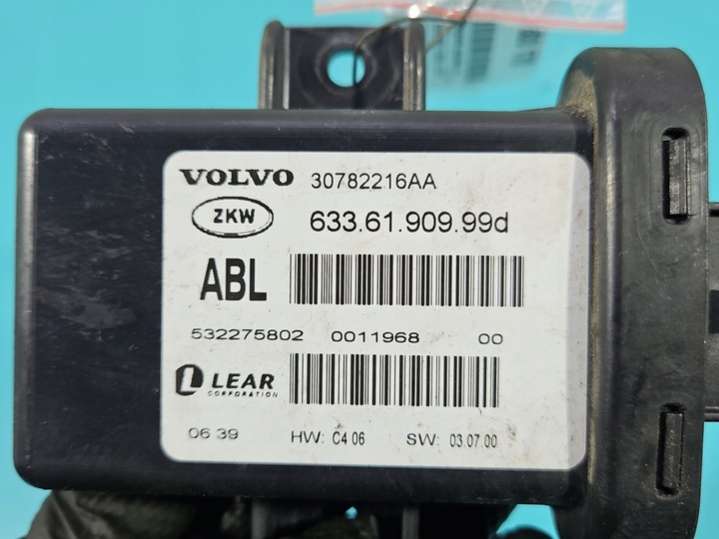 VOLVO 30782216AA
ZKW 633.61.909.99d
ABL
532275802 0011968 00
LEAR
CORPORATION
06 39 HW: C4 06 SW: 03.07.00